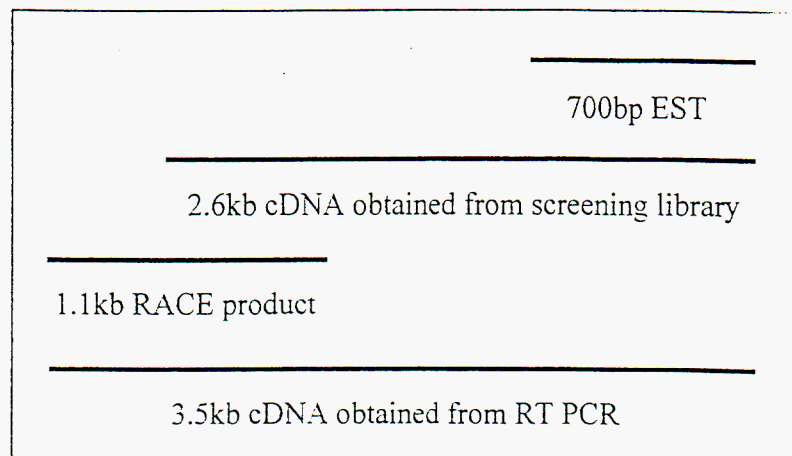 700bp EST
2.6kb cDNA obtained from screening library
1.1kb RACE product
3.5kb cDNA obtained from RT PCR